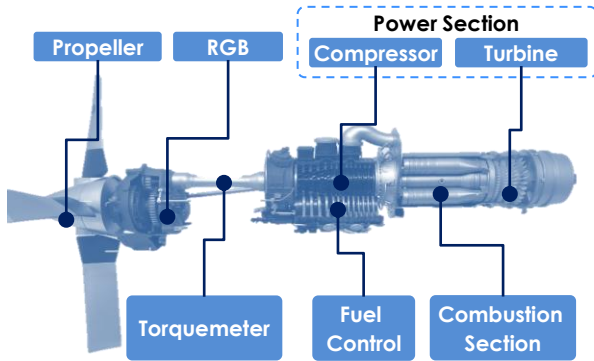 Power Section
Propeller
RGB
Compressor
Turbine
Torquemeter
Fuel
Control
Combustion
Section